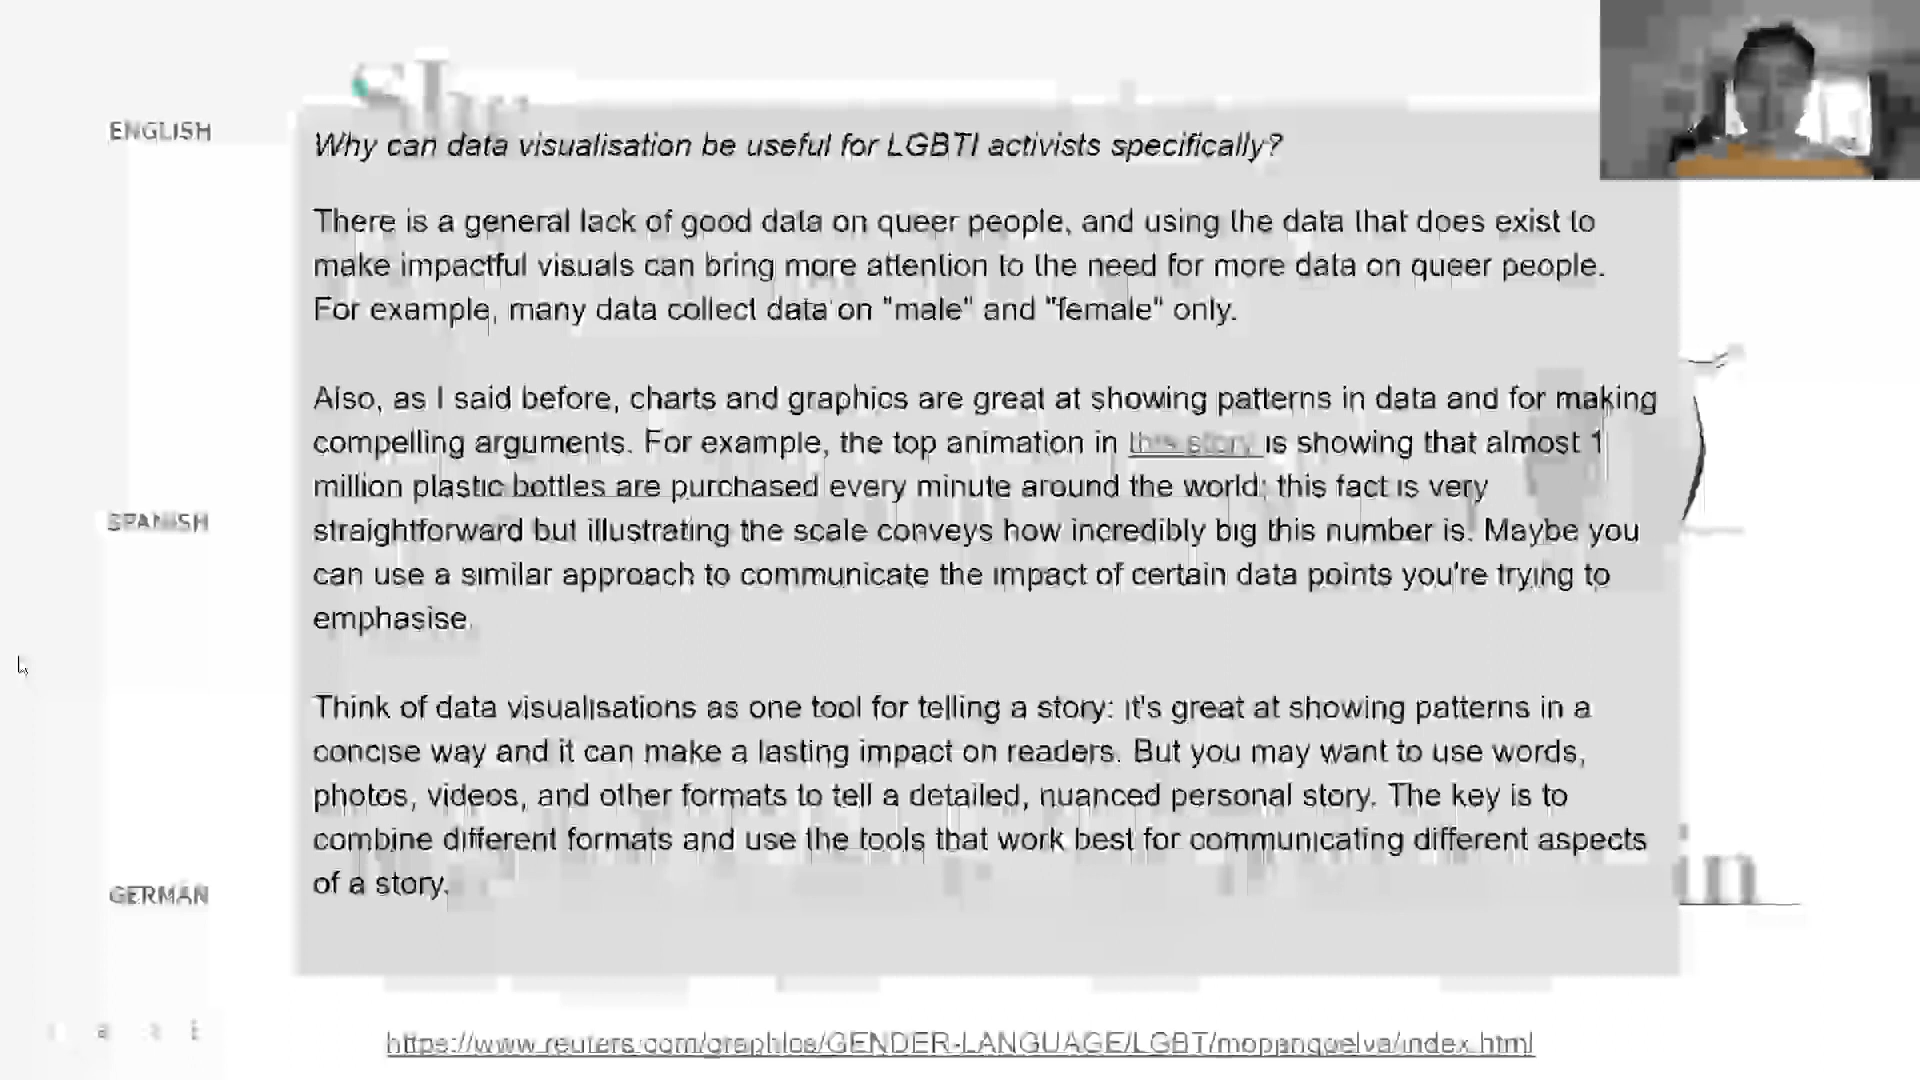 ENGLISH
Why can data visualisation be useful for LGBTI activists specifically?
There is a general lack of good data on queer people, and using the data that does exist to
make impactful visuals can bring more attention to the need for more data on queer people.
For example, many data collect data on "male" and "female" only.
Also, as I said before, charts and graphics are great at showing patterns in data and for making
compelling arguments. For example, the top animation in this story is showing that almost 1
million plastic bottles are purchased every minute around the world; this fact is very
SPANISH
straightforward but illustrating the scale conveys how incredibly big this number is. Maybe you
can use a similar approach to communicate the impact of certain data points you're trying to
emphasise.
Think of data visualisations as one tool for telling a story: it's great at showing patterns in a
concise way and it can make a lasting impact on readers. But you may want to use words,
photos, videos, and other formats to tell a detailed, nuanced personal story. The key is to
combine different formats and use the tools that work best for communicating different aspects
of a story.
GERMAN
in